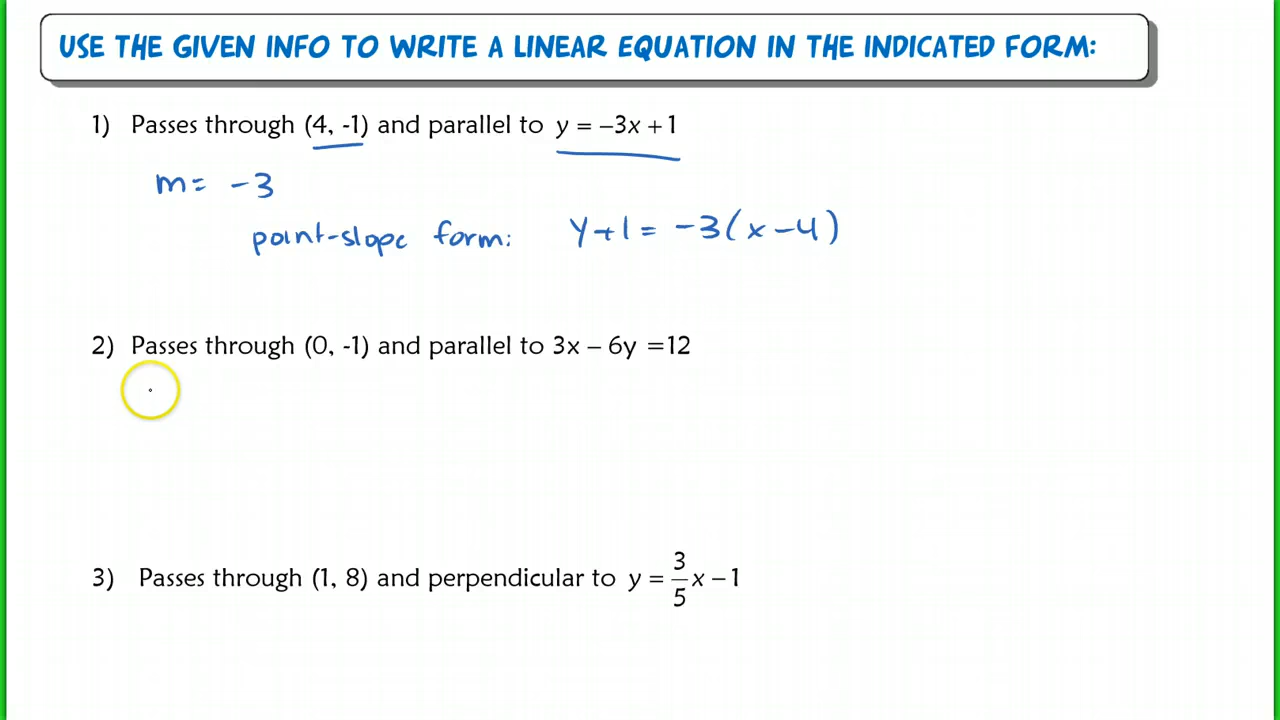 USE THE GIVEN INFO TO WRITE A LINEAR EQUATION IN THE INDICATED FORM:
1) Passes through (4, -1) and parallel to y = –3x + 1
m = -3
point-slope form: y+1 = -3(x-4)
2) Passes through (0, -1) and parallel to 3x – 6y =12
3) Passes through (1, 8) and perpendicular to y = 3/5 x – 1